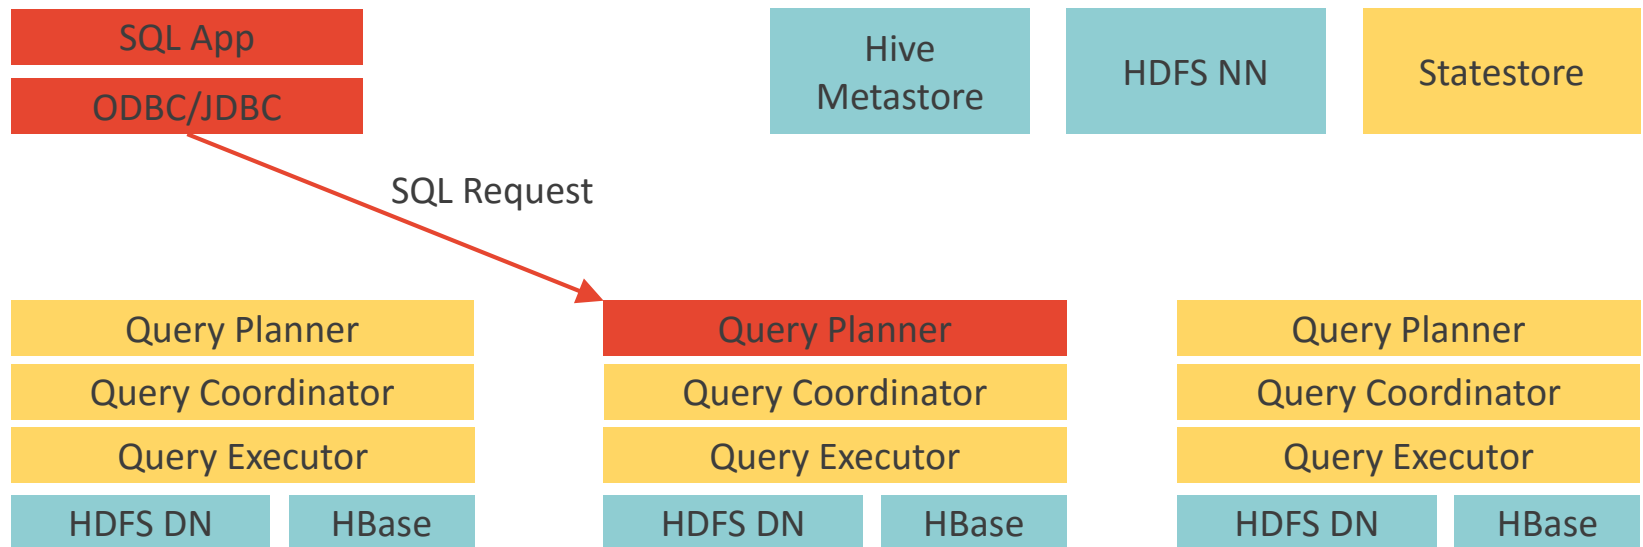 SQL App
ODBC/JDBC
Hive
Metastore
HDFS NN
Statestore
SQL Request
Query Planner
Query Coordinator
Query Executor
HDFS DN
HBase
Query Planner
Query Coordinator
Query Executor
HDFS DN
HBase
Query Planner
Query Coordinator
Query Executor
HDFS DN
HBase